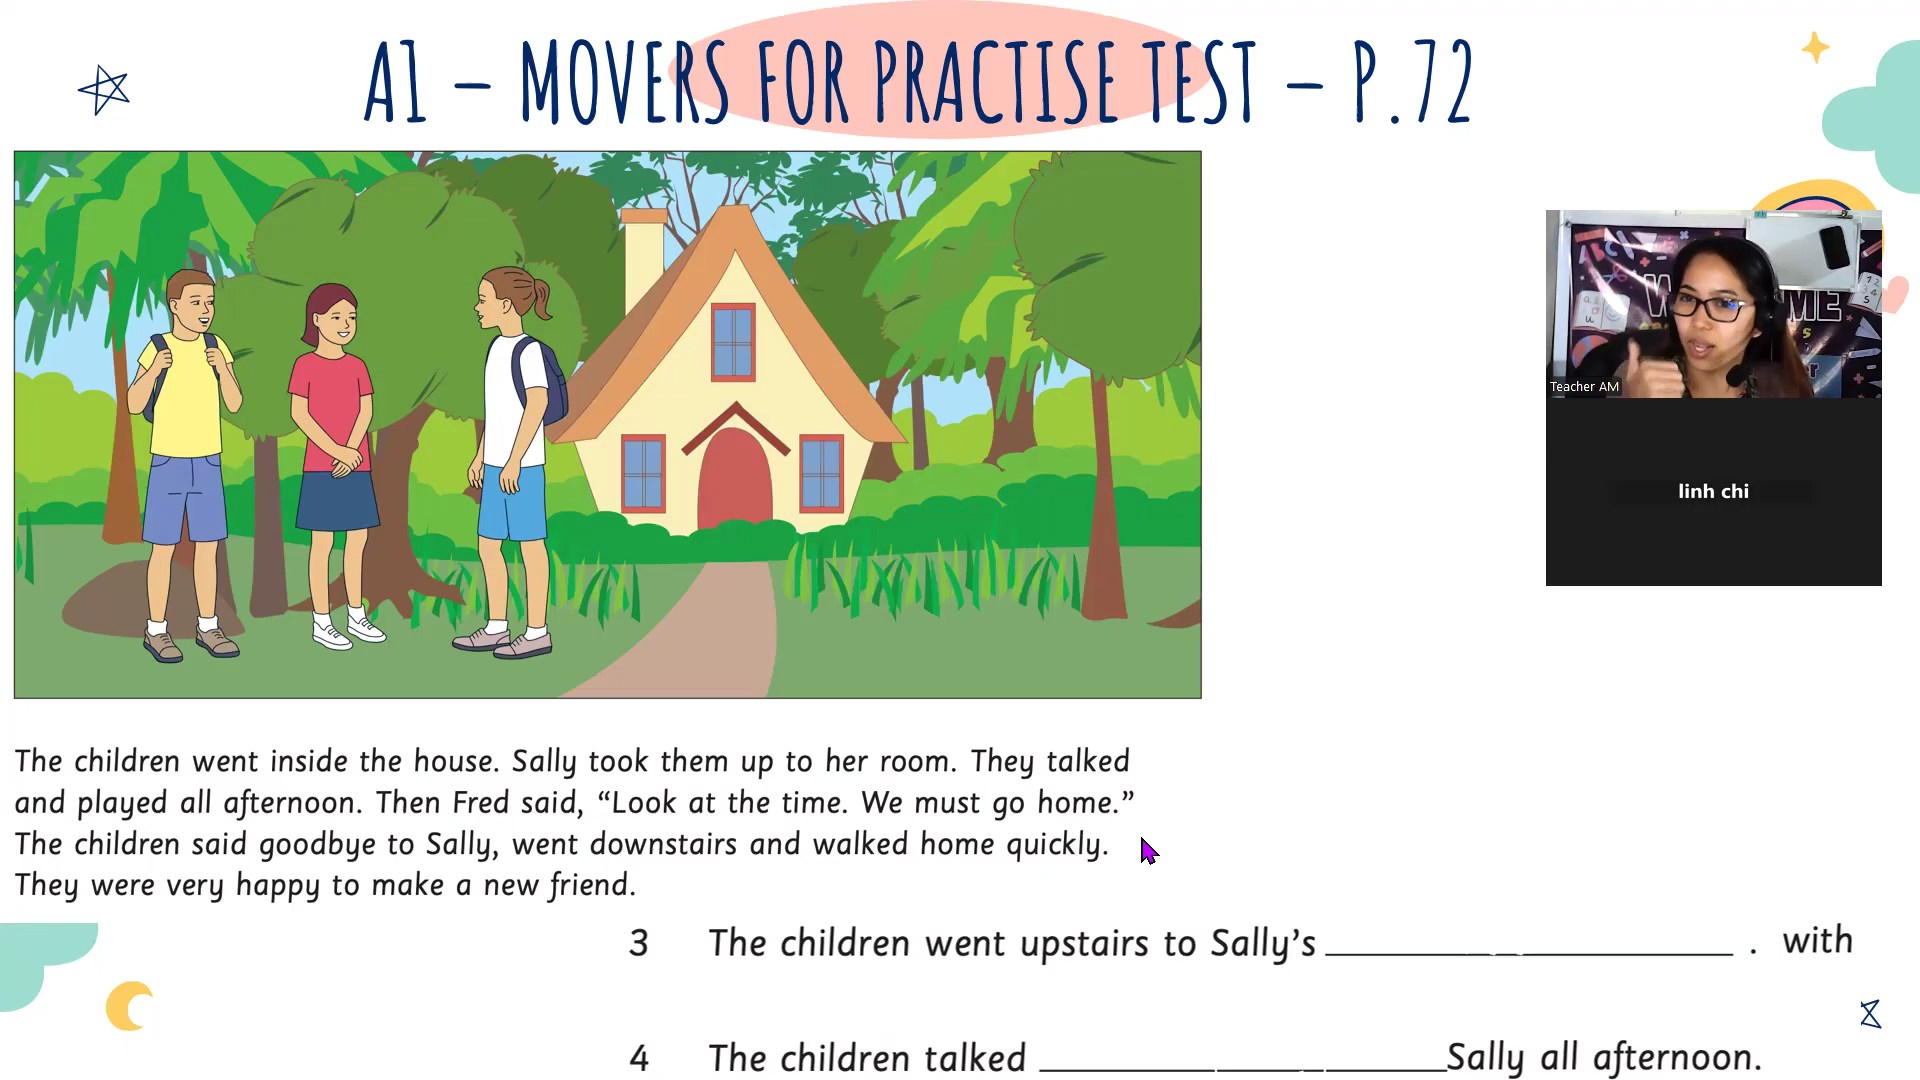 A1 – MOVERS FOR PRACTISE TEST – P.72
Teacher AM
linh chi
The children went inside the house. Sally took them up to her room. They talked
and played all afternoon. Then Fred said, “Look at the time. We must go home.”
The children said goodbye to Sally, went downstairs and walked home quickly.
They were very happy to make a new friend.
3 The children went upstairs to Sally’s ______ . with
4 The children talked ______Sally all afternoon.